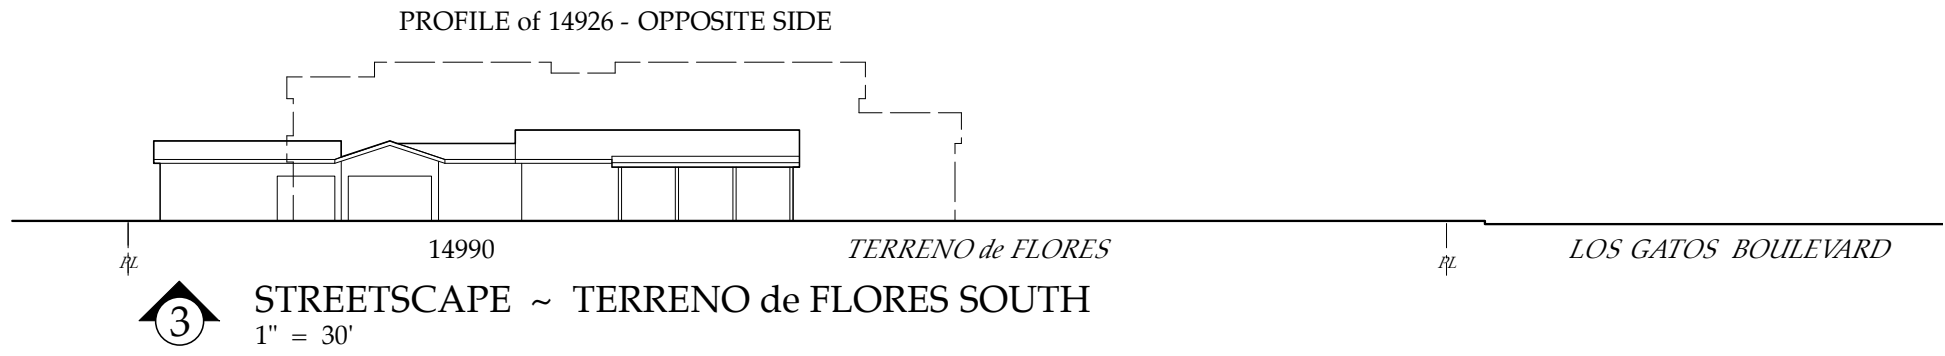 PROFILE of 14926 - OPPOSITE SIDE
14990 TERRENO de FLORES LOS GATOS BOULEVARD
PL PL
3 STREETSCAPE ~ TERRENO de FLORES SOUTH
1" = 30'